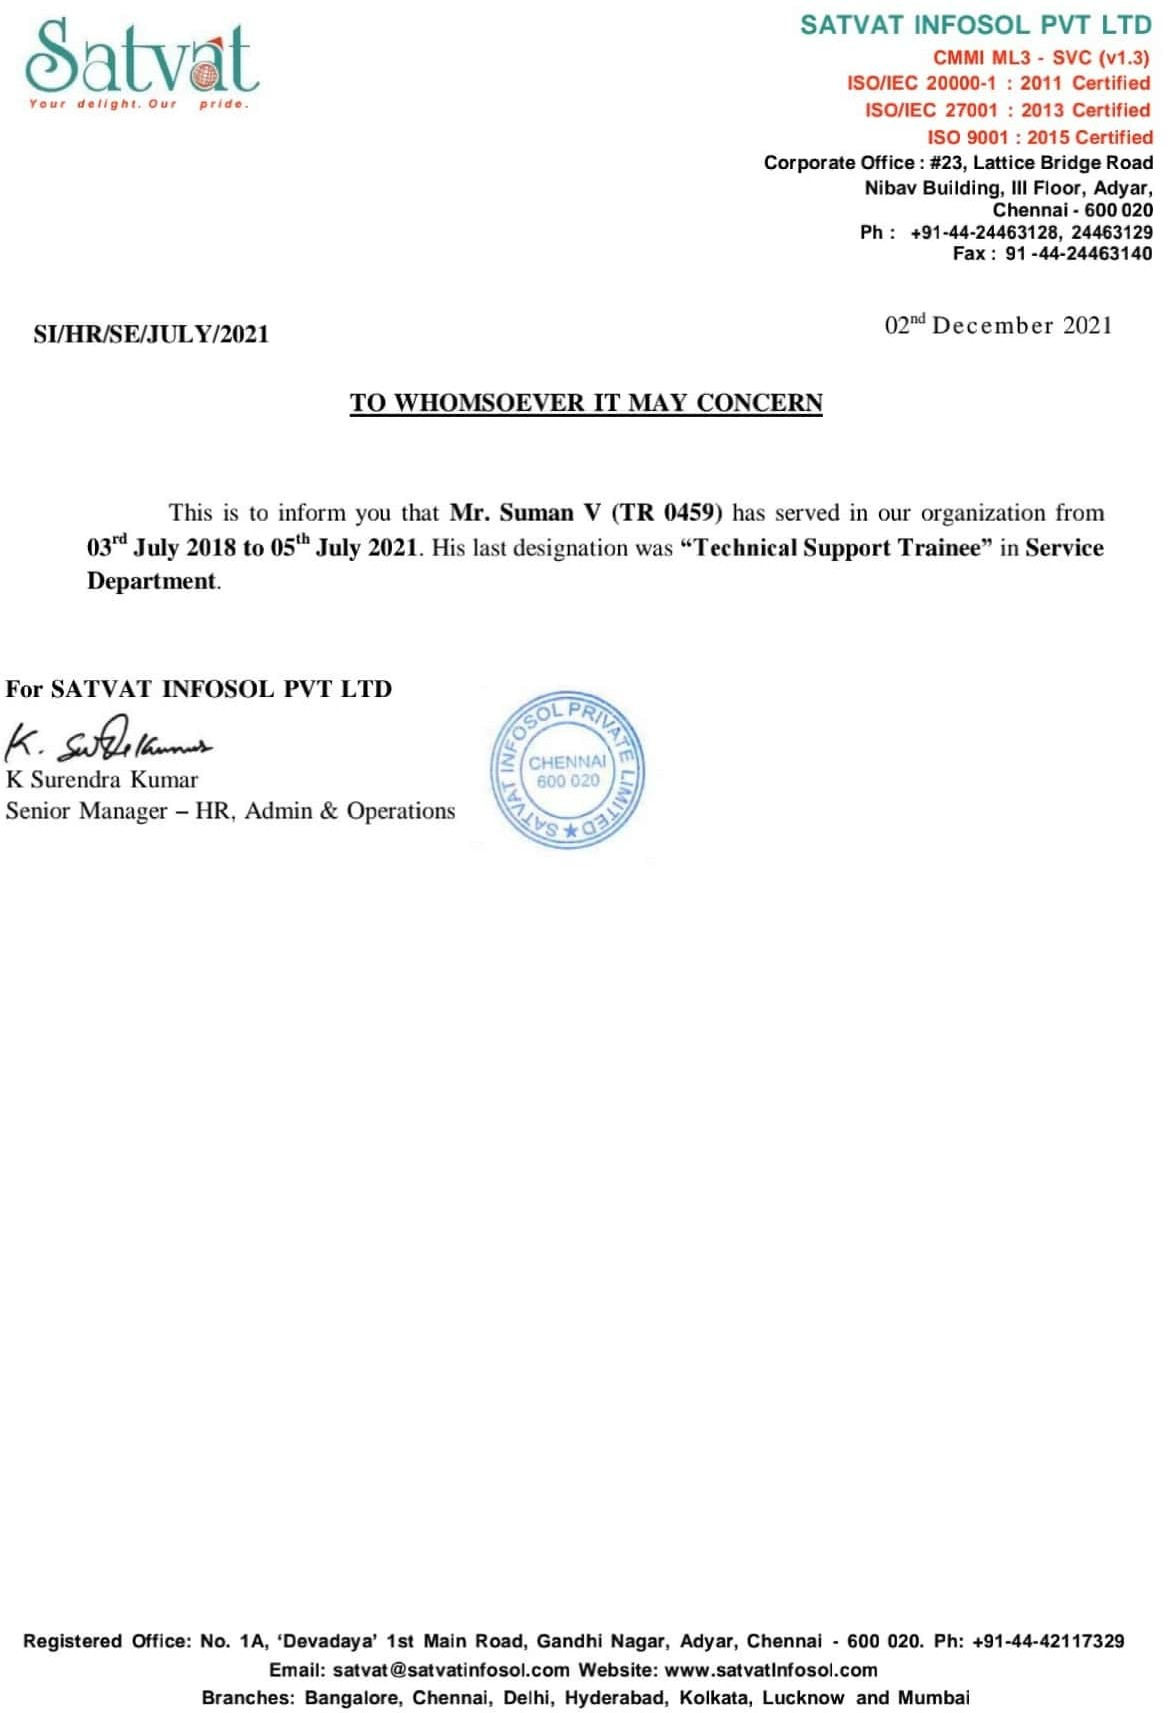 Satvat
Your delight. Our pride.
SATVAT INFOSOL PVT LTD
CMMI ML3 - SVC (v1.3)
ISO/IEC 20000-1 : 2011 Certified
ISO/IEC 27001 : 2013 Certified
ISO 9001 : 2015 Certified
Corporate Office : #23, Lattice Bridge Road
Nibav Building, III Floor, Adyar,
Chennai - 600 020
Ph : +91-44-24463128, 24463129
Fax : 91 -44-24463140
SI/HR/SE/JULY/2021
02nd December 2021
TO WHOMSOEVER IT MAY CONCERN
This is to inform you that Mr. Suman V (TR 0459) has served in our organization from
03rd July 2018 to 05th July 2021. His last designation was “Technical Support Trainee” in Service
Department.
For SATVAT INFOSOL PVT LTD
K Surendra Kumar
Senior Manager – HR, Admin & Operations
SATVAT INFOSOL PRIVATE LIMITED
CHENNAI
600 020
Registered Office: No. 1A, ‘Devadaya’ 1st Main Road, Gandhi Nagar, Adyar, Chennai - 600 020. Ph: +91-44-42117329
Email: satvat@satvatinfosol.com Website: www.satvatInfosol.com
Branches: Bangalore, Chennai, Delhi, Hyderabad, Kolkata, Lucknow and Mumbai